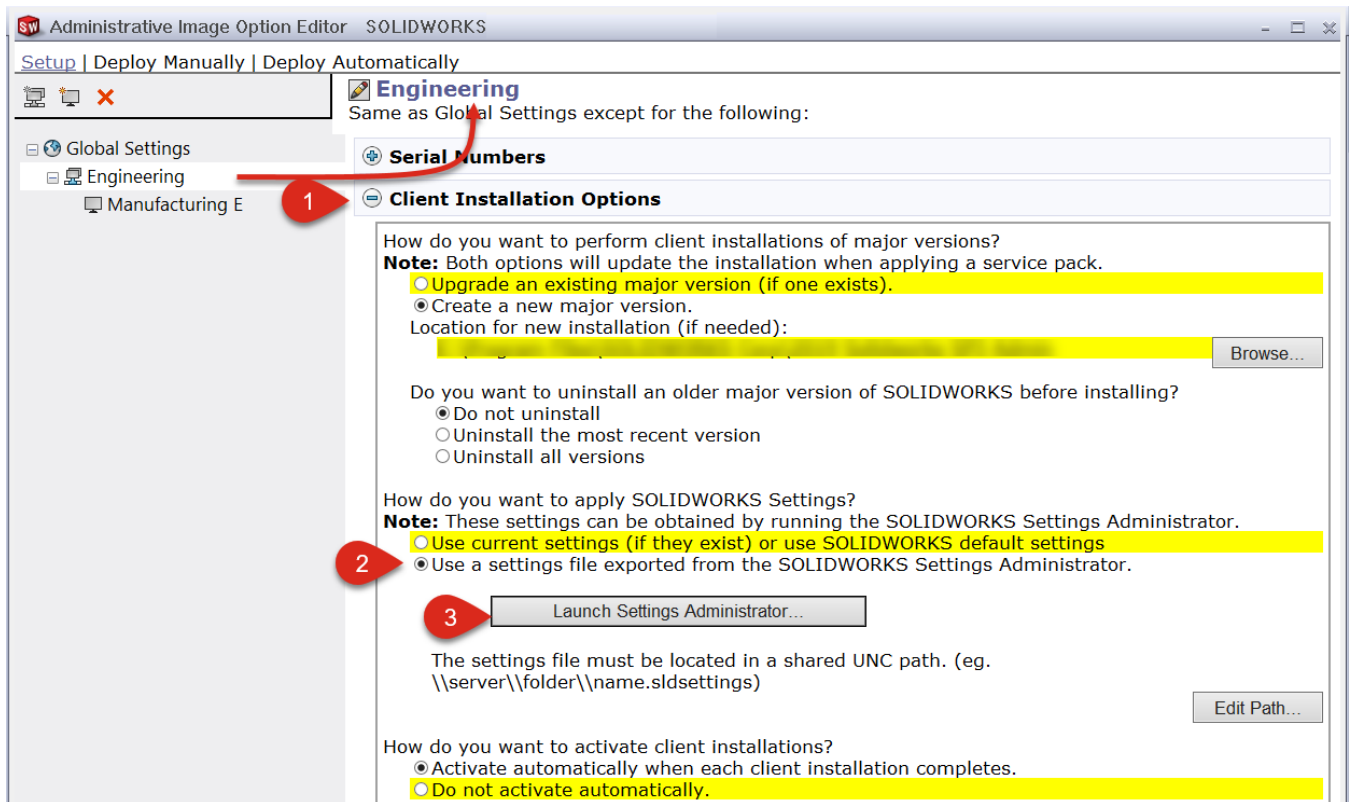 SW Administrative Image Option Editor SOLIDWORKS
Setup | Deploy Manually | Deploy Automatically
Engineering
Same as Global Settings except for the following:
Global Settings
Engineering
Manufacturing E
Serial Numbers
1
Client Installation Options
How do you want to perform client installations of major versions?
Note: Both options will update the installation when applying a service pack.
Upgrade an existing major version (if one exists).
Create a new major version.
Location for new installation (if needed):
Browse...
Do you want to uninstall an older major version of SOLIDWORKS before installing?
Do not uninstall
Uninstall the most recent version
Uninstall all versions
How do you want to apply SOLIDWORKS Settings?
Note: These settings can be obtained by running the SOLIDWORKS Settings Administrator.
Use current settings (if they exist) or use SOLIDWORKS default settings
2
Use a settings file exported from the SOLIDWORKS Settings Administrator.
3
Launch Settings Administrator...
The settings file must be located in a shared UNC path. (eg.
\\server\\folder\\name.sldsettings)
Edit Path...
How do you want to activate client installations?
Activate automatically when each client installation completes.
Do not activate automatically.